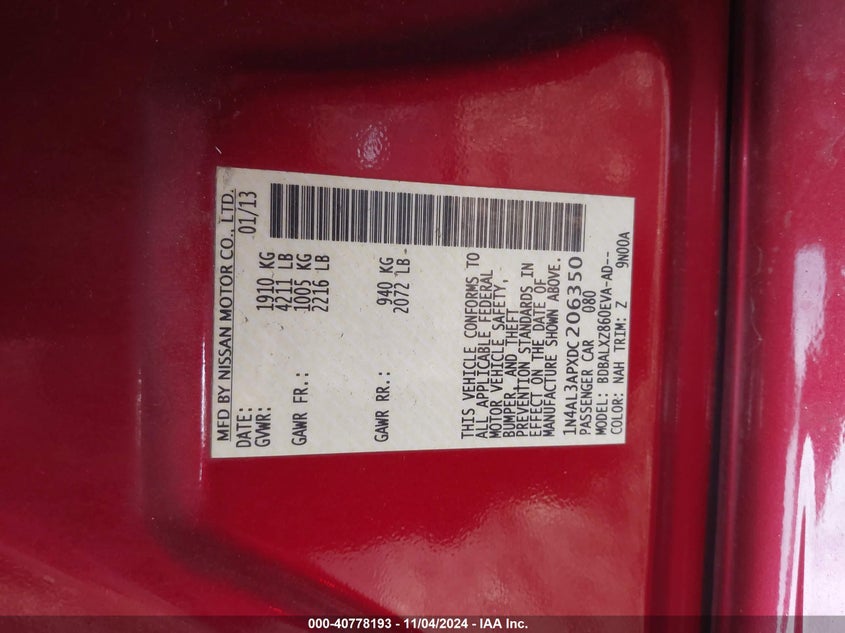 MFD BY NISSAN MOTOR CO., LTD.
DATE: 01/13
GVWR: 1910 KG
4211 LB
GAWR FR.: 1005 KG
2216 LB
GAWR RR.: 940 KG
2072 LB
THIS VEHICLE CONFORMS TO
ALL APPLICABLE FEDERAL
MOTOR VEHICLE SAFETY,
BUMPER, AND THEFT
PREVENTION STANDARDS IN
EFFECT ON THE DATE OF
MANUFACTURE SHOWN ABOVE.
1N4AL3APXDC206350
PASSENGER CAR 080
MODEL: BDBALXZ860EVA-AD--
COLOR: NAH TRIM: Z 9N00A
000-40778193 - 11/04/2024 - IAA Inc.